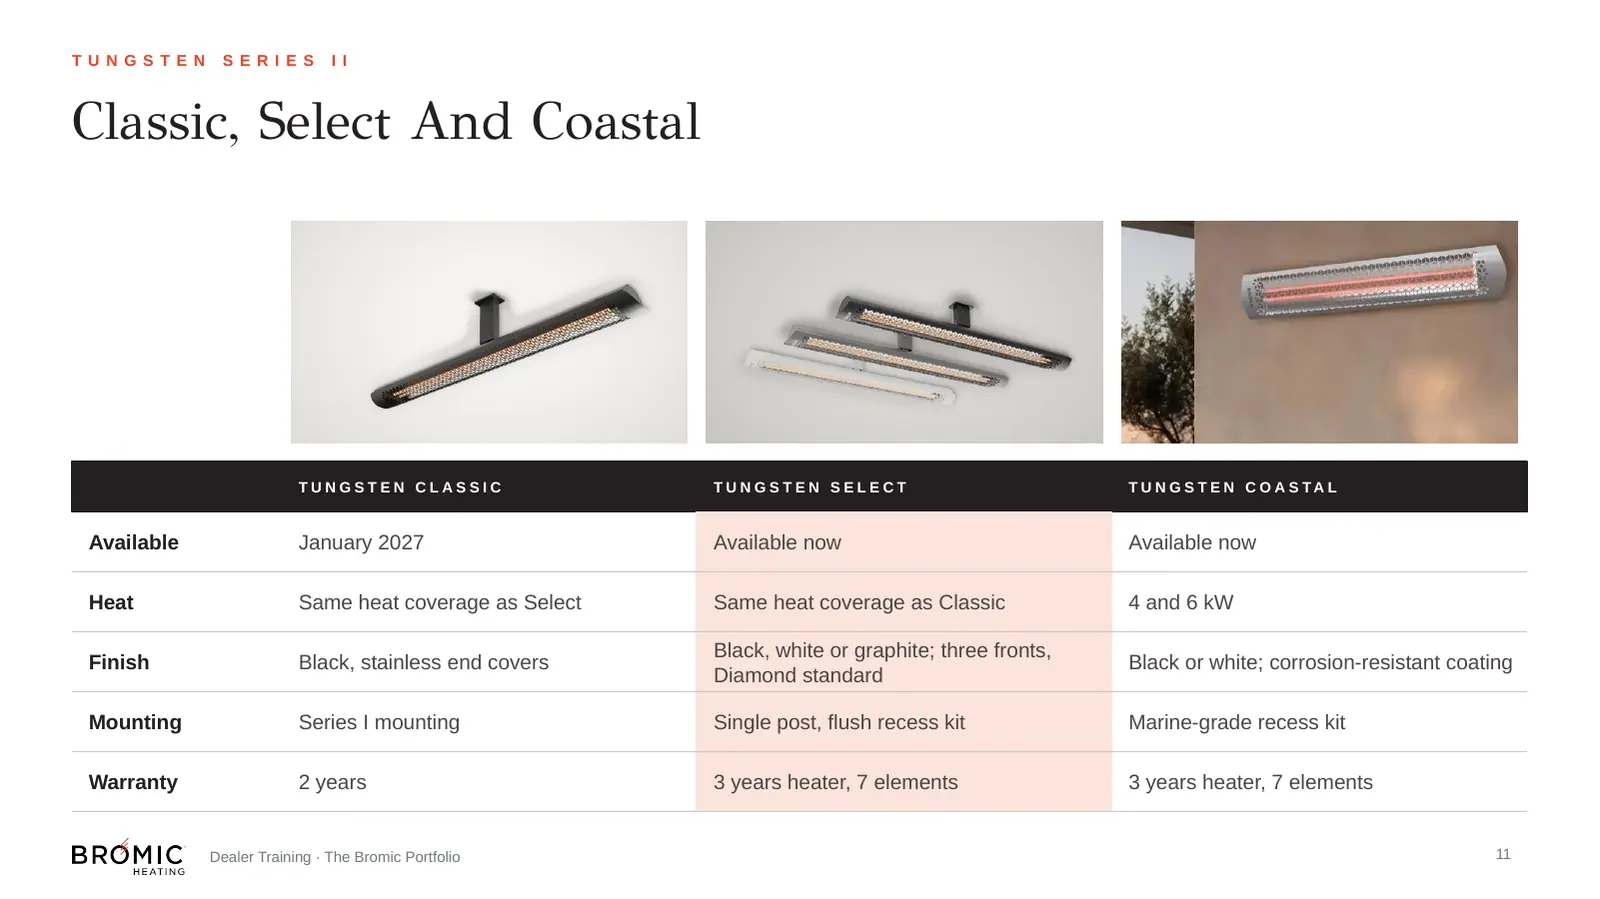 TUNGSTEN SERIES II
Classic, Select And Coastal
TUNGSTEN CLASSIC
TUNGSTEN SELECT
TUNGSTEN COASTAL
Available
January 2027
Available now
Available now
Heat
Same heat coverage as Select
Same heat coverage as Classic
4 and 6 kW
Finish
Black, stainless end covers
Black, white or graphite; three fronts,
Diamond standard
Black or white; corrosion-resistant coating
Mounting
Series I mounting
Single post, flush recess kit
Marine-grade recess kit
Warranty
2 years
3 years heater, 7 elements
3 years heater, 7 elements
BROMIC
HEATING
Dealer Training · The Bromic Portfolio
11